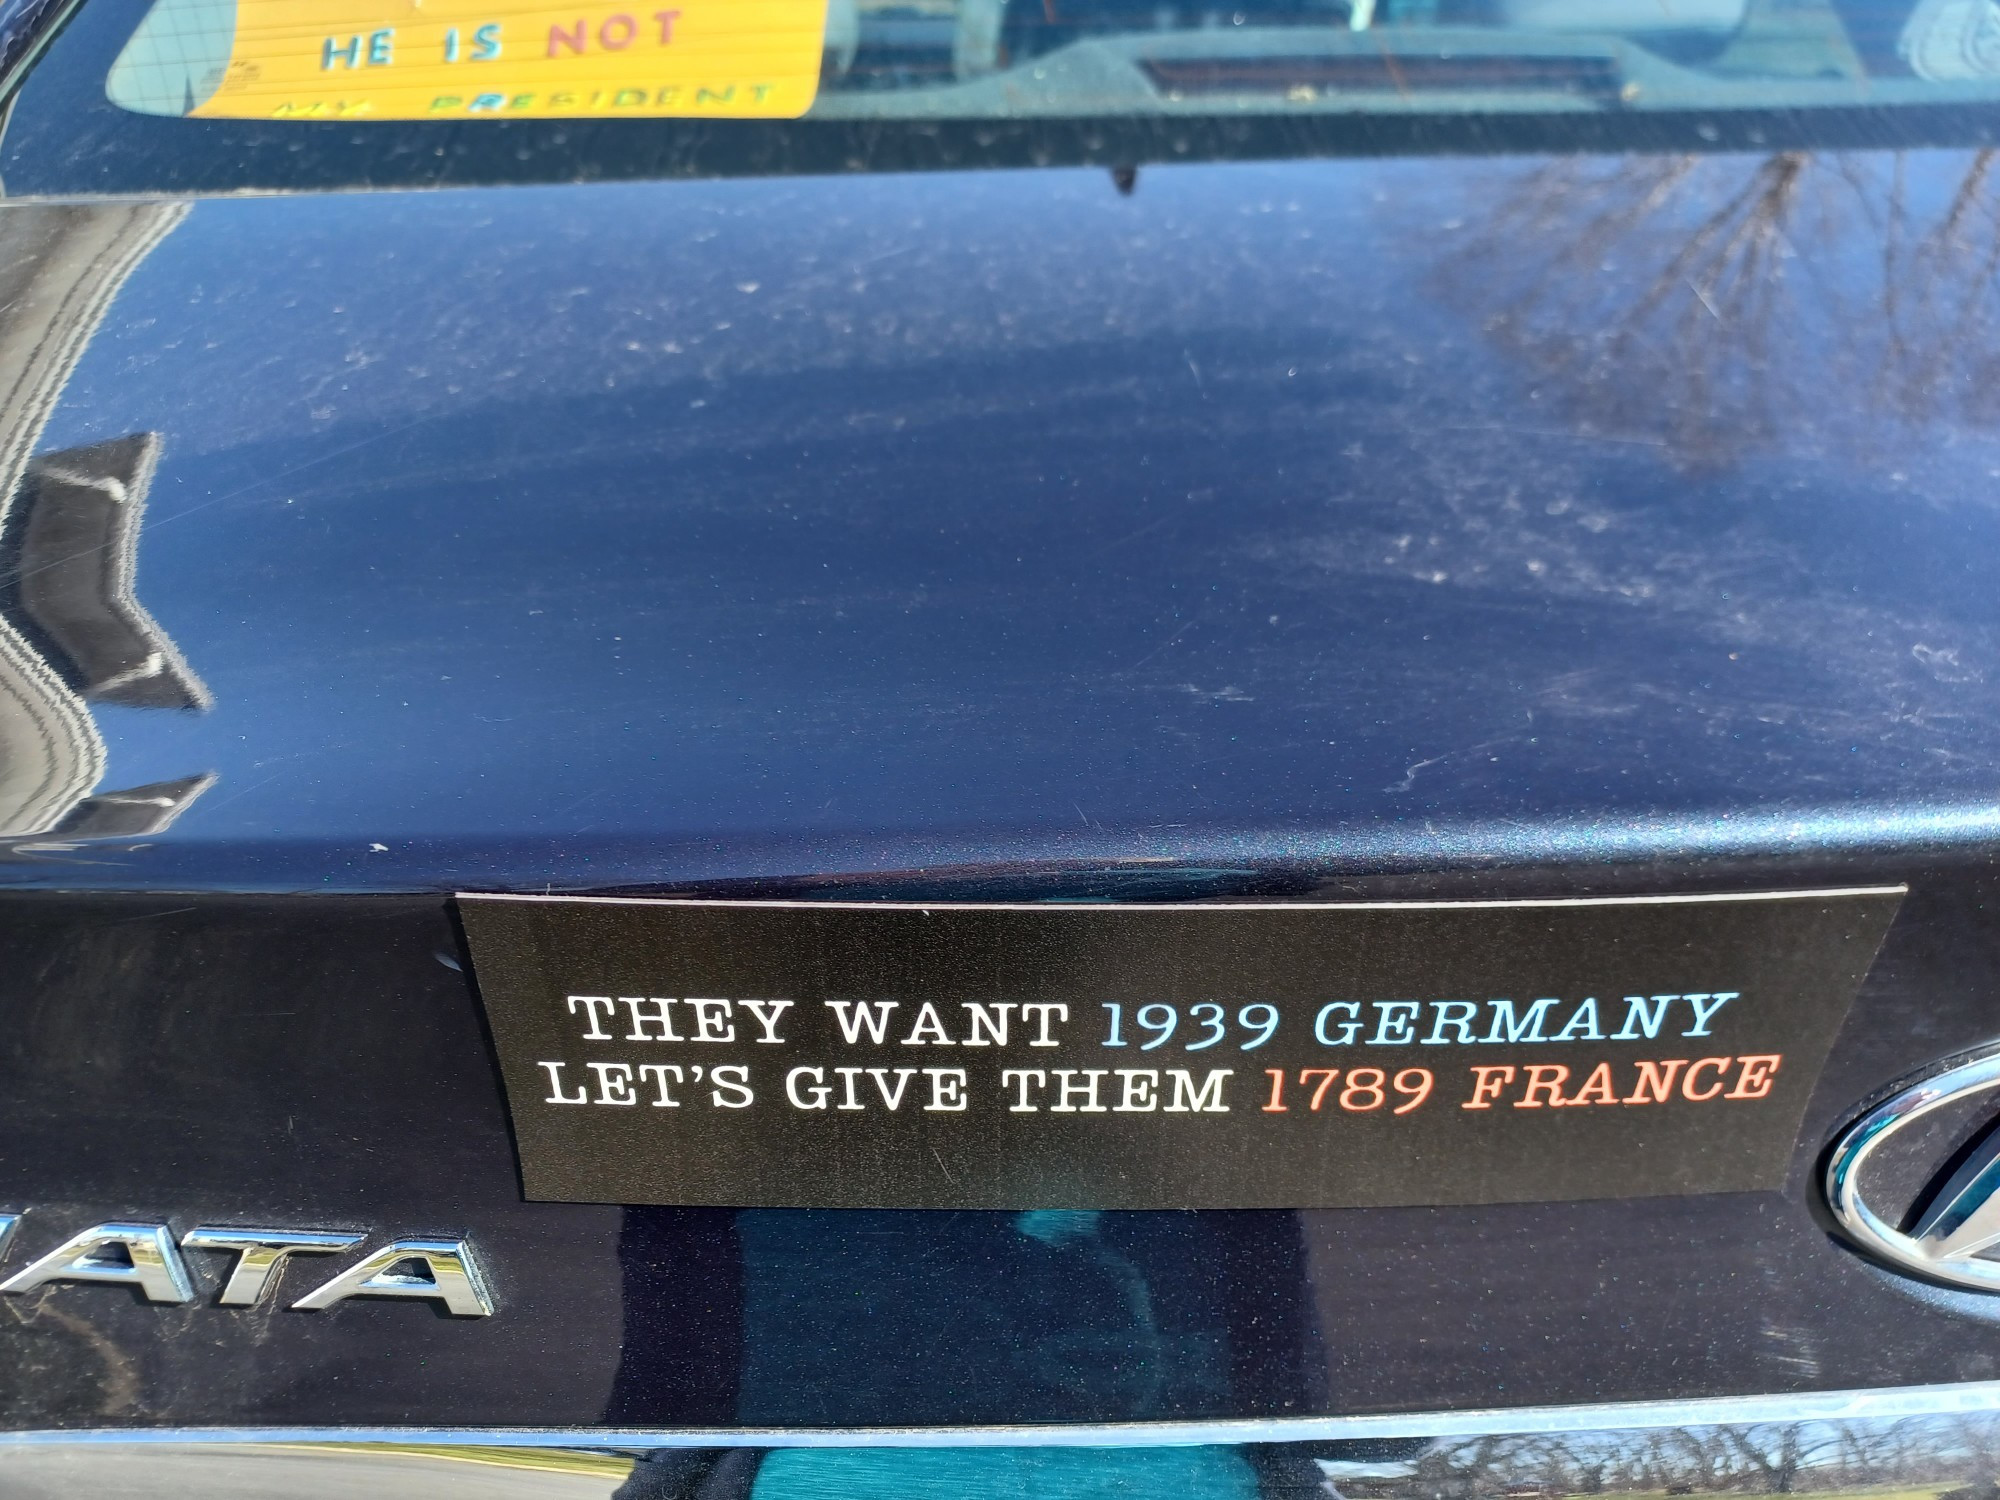 HE IS NOT
MY PRESIDENT
THEY WANT 1939 GERMANY
LET'S GIVE THEM 1789 FRANCE
ATA